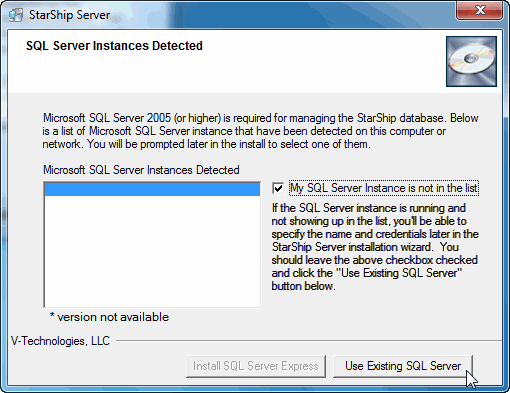 StarShip Server
SQL Server Instances Detected
Microsoft SQL Server 2005 (or higher) is required for managing the StarShip database. Below
is a list of Microsoft SQL Server instance that have been detected on this computer or
network. You will be prompted later in the install to select one of them.
Microsoft SQL Server Instances Detected
My SQL Server Instance is not in the list
If the SQL Server instance is running and
not showing up in the list, you'll be able to
specify the name and credentials later in the
StarShip Server installation wizard. You
should leave the above checkbox checked
and click the "Use Existing SQL Server"
button below.
* version not available
V-Technologies, LLC
Install SQL Server Express
Use Existing SQL Server